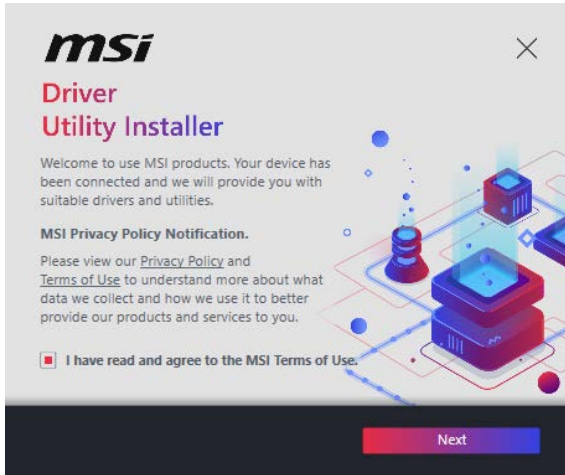 msi
Driver
Utility Installer
Welcome to use MSI products. Your device has
been connected and we will provide you with
suitable drivers and utilities.
MSI Privacy Policy Notification.
Please view our Privacy Policy and
Terms of Use to understand more about what
data we collect and how we use it to better
provide our products and services to you.
I have read and agree to the MSI Terms of Use.
Next